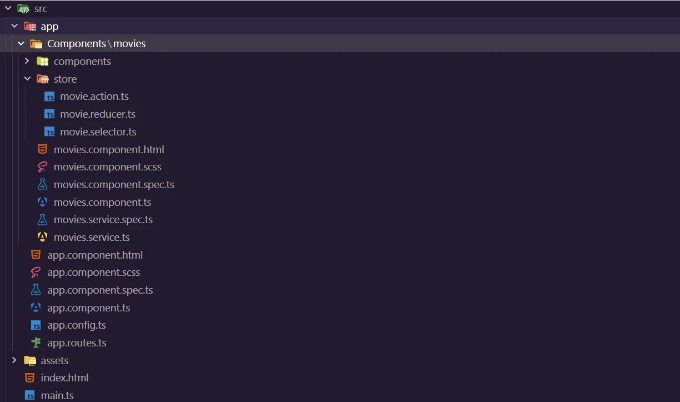 src
app
Components\movies
components
store
movie.action.ts
movie.reducer.ts
movie.selector.ts
movies.component.html
movies.component.scss
movies.component.spec.ts
movies.component.ts
movies.service.spec.ts
movies.service.ts
app.component.html
app.component.scss
app.component.spec.ts
app.component.ts
app.config.ts
app.routes.ts
assets
index.html
main.ts